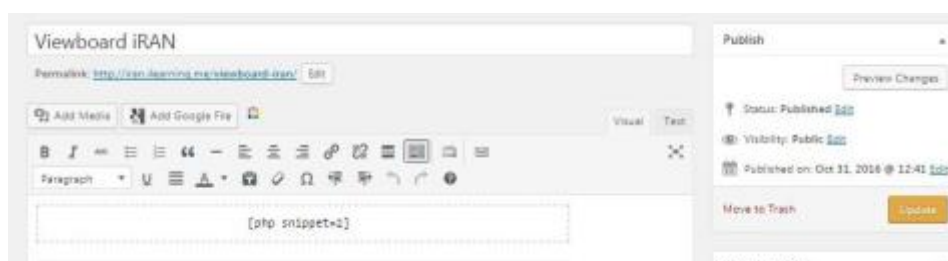 Viewboard iRAN
Publish
Permalink: http://iran.learning.me/viewboard-iran/ Edit
Preview Changes
Add Media Add Google File
Visual Text
Status: Published Edit
Visibility: Public Edit
Paragraph
Published on: Oct 31, 2016 @ 12:41 Edit
[php snippet=2]
Move to Trash
Update